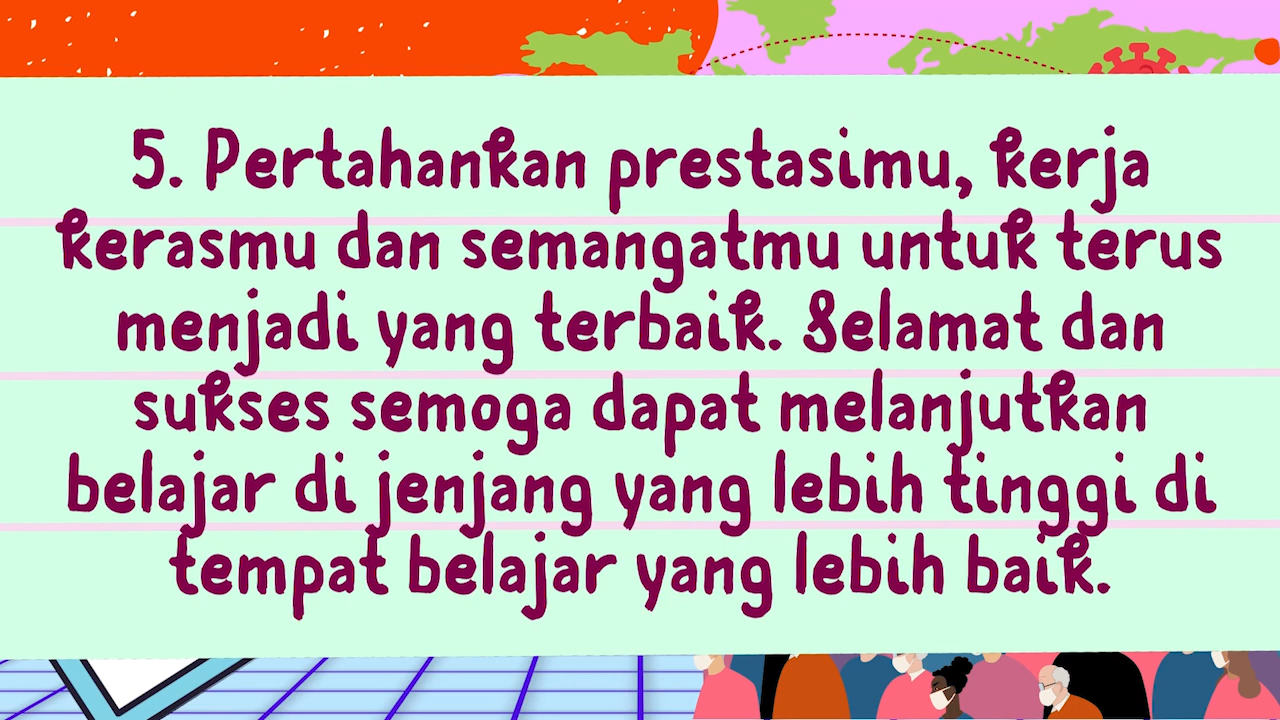 5. Pertahankan prestasimu, kerja
kerasmu dan semangatmu untuk terus
menjadi yang terbaik. Selamat dan
sukses semoga dapat melanjutkan
belajar di jenjang yang lebih tinggi di
tempat belajar yang lebih baik.